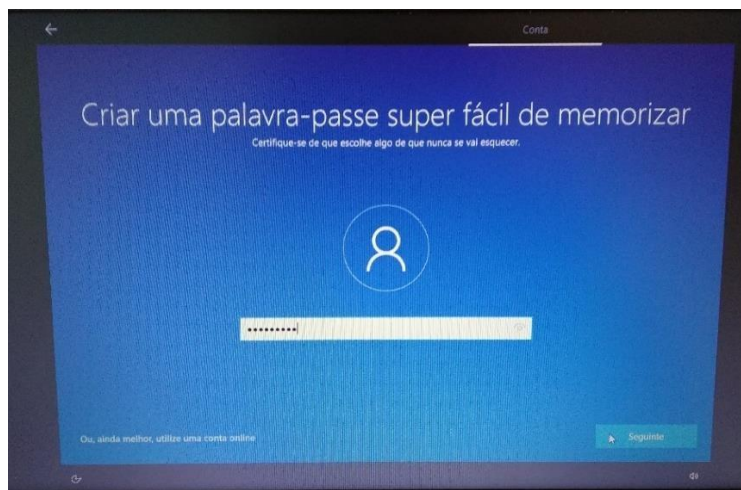 Conta
Criar uma palavra-passe super fácil de memorizar
Certifique-se de que escolhe algo de que nunca se vai esquecer.
•••••••••
Ou, ainda melhor, utilize uma conta online
Seguinte